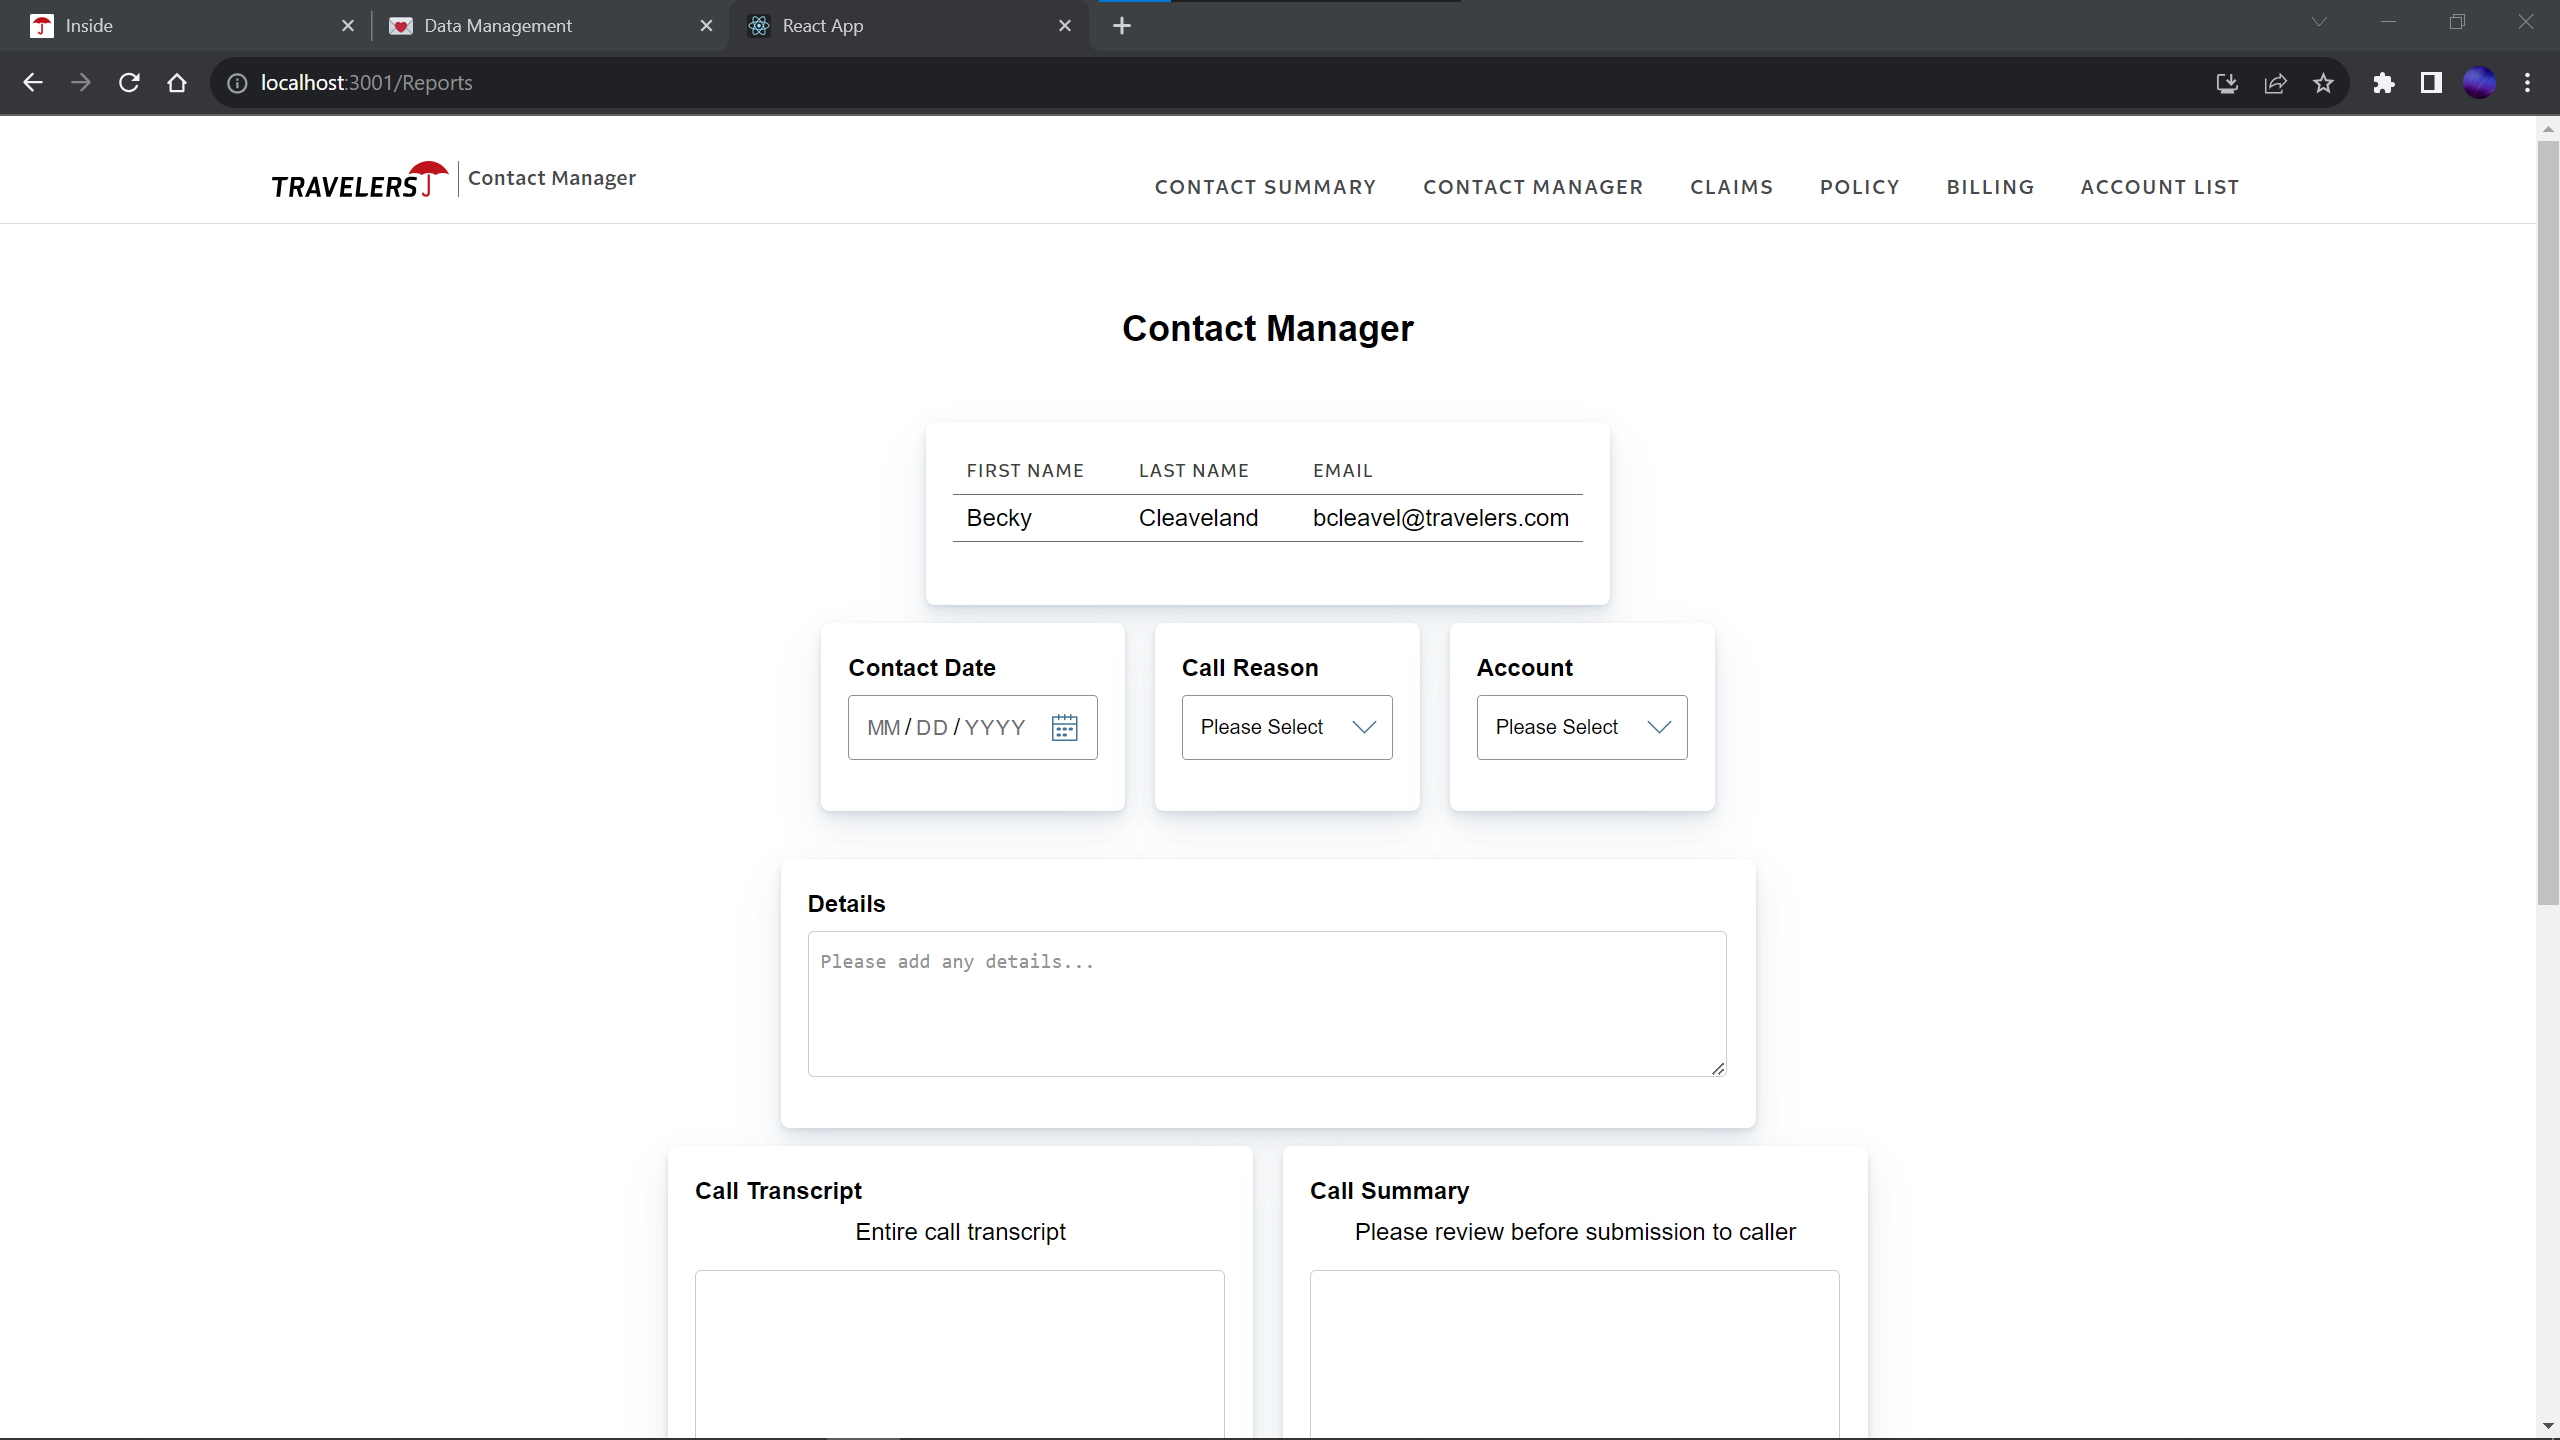 Inside
Data Management
React App
localhost:3001/Reports
TRAVELERS Contact Manager
CONTACT SUMMARY CONTACT MANAGER CLAIMS POLICY BILLING ACCOUNT LIST
Contact Manager
FIRST NAME LAST NAME EMAIL
Becky Cleaveland bcleavel@travelers.com
Contact Date
MM/DD/YYYY
Call Reason
Please Select
Account
Please Select
Details
Please add any details...
Call Transcript
Entire call transcript
Call Summary
Please review before submission to caller